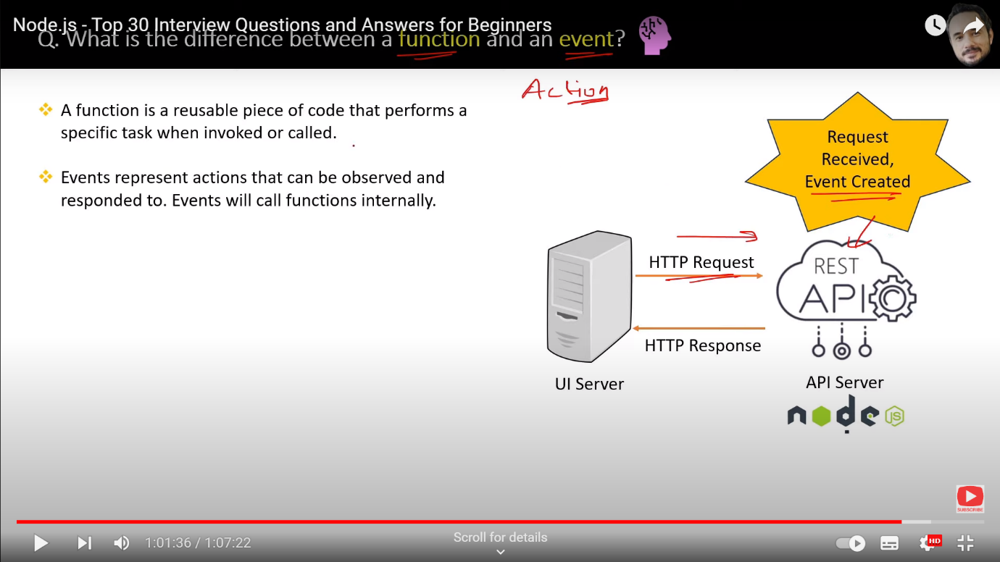 Node.js - Top 30 Interview Questions and Answers for Beginners
Q. What is the difference between a function and an event?
Action
❖ A function is a reusable piece of code that performs a
specific task when invoked or called.
❖ Events represent actions that can be observed and
responded to. Events will call functions internally.
Request
Received,
Event Created
HTTP Request
REST
API
HTTP Response
UI Server
API Server
node
JS
SUBSCRIBE
1:01:36 / 1:07:22
Scroll for details
HD